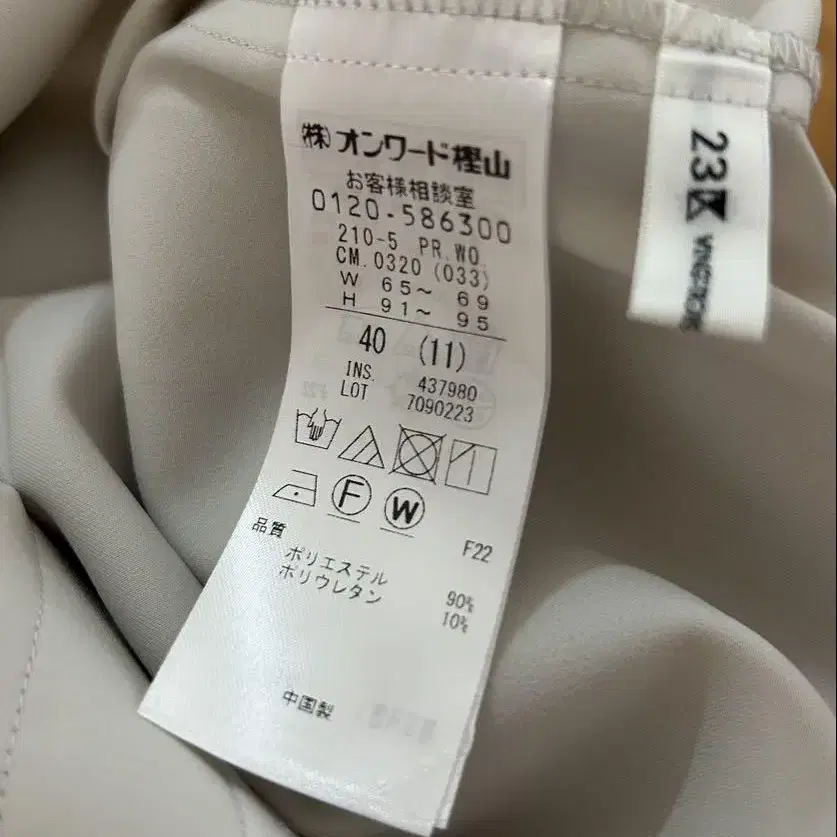 ㈱オンワード樫山
お客様相談室
0120-586300
210-5 PR.WO.
CM.0320 (033)
W 65~ 69
H 91~ 95
40 (11)
INS. 437980
LOT 7090223
F W
品質 F22
ポリエステル 90%
ポリウレタン 10%
中国製
23区